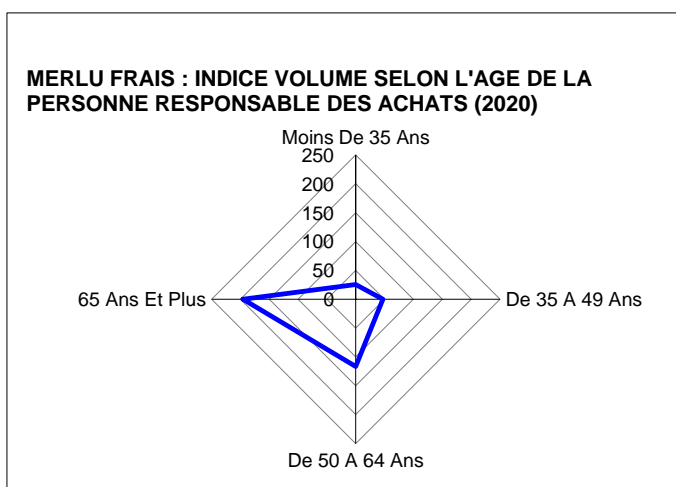 MERLU FRAIS : INDICE VOLUME SELON L'AGE DE LA
PERSONNE RESPONSABLE DES ACHATS (2020)
Moins De 35 Ans
250
200
150
100
50
0
65 Ans Et Plus
De 35 A 49 Ans
De 50 A 64 Ans